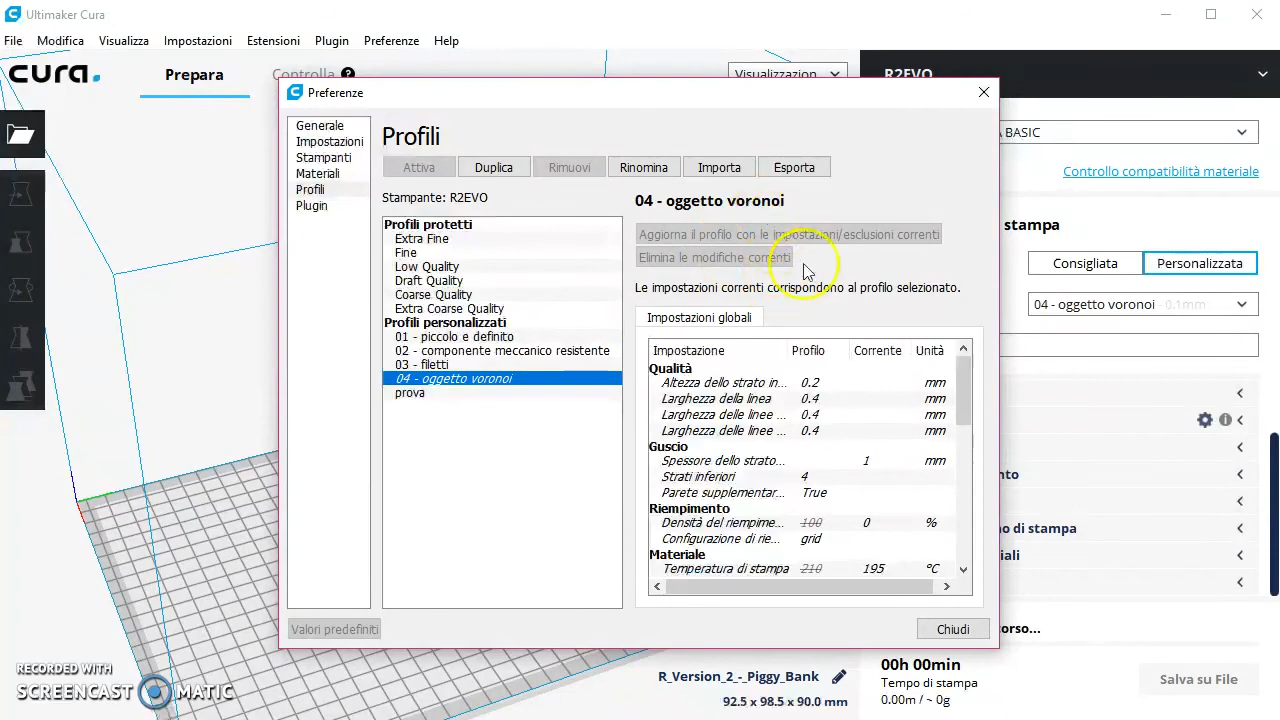 Ultimaker Cura
File Modifica Visualizza Impostazioni Estensioni Plugin Preferenze Help
cura. Prepara Controlla ? Visualizzazion R2EVO
Preferenze
Generale
Impostazioni
Stampanti
Materiali
Profili
Plugin
Profili
Attiva Duplica Rimuovi Rinomina Importa Esporta
Stampante: R2EVO
Profili protetti
Extra Fine
Fine
Low Quality
Draft Quality
Coarse Quality
Extra Coarse Quality
Profili personalizzati
01 - piccolo e definito
02 - componente meccanico resistente
03 - filetti
04 - oggetto voronoi
prova
04 - oggetto voronoi
Aggiorna il profilo con le impostazioni/esclusioni correnti
Elimina le modifiche correnti
Le impostazioni correnti corrispondono al profilo selezionato.
Impostazioni globali
Impostazione Profilo Corrente Unità
Qualità
Altezza dello strato in... 0.2 mm
Larghezza della linea 0.4 mm
Larghezza delle linee ... 0.4 mm
Larghezza delle linee ... 0.4 mm
Guscio
Spessore dello strato... 1 mm
Strati inferiori 4
Parete supplementar... True
Riempimento
Densità del riempime... 100 0 %
Configurazione di rie... grid
Materiale
Temperatura di stampa 210 195 °C
Valori predefiniti Chiudi
A BASIC
Controllo compatibilità materiale
stampa
Consigliata Personalizzata
04 - oggetto voronoi - 0.1mm
nto
no di stampa
iali
orso...
R_Version_2_-_Piggy_Bank
92.5 x 98.5 x 90.0 mm
00h 00min
Tempo di stampa
0.00m / ~ 0g
Salva su File
RECORDED WITH
SCREENCAST MATIC